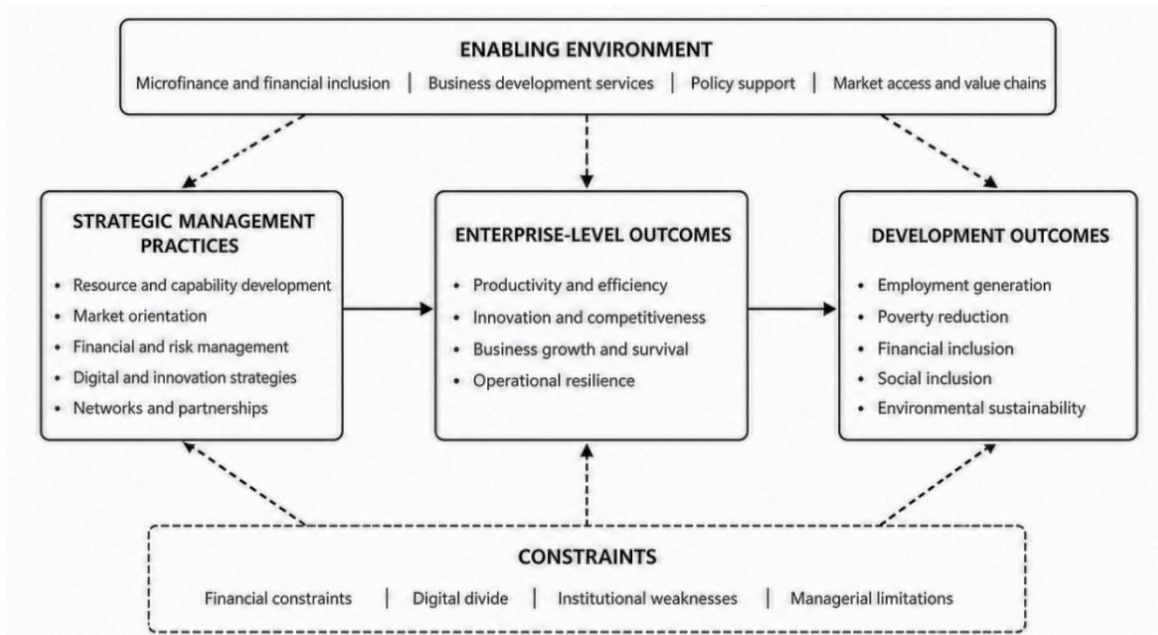 ENABLING ENVIRONMENT
Microfinance and financial inclusion | Business development services | Policy support | Market access and value chains
STRATEGIC MANAGEMENT
PRACTICES
• Resource and capability development
• Market orientation
• Financial and risk management
• Digital and innovation strategies
• Networks and partnerships
ENTERPRISE-LEVEL OUTCOMES
• Productivity and efficiency
• Innovation and competitiveness
• Business growth and survival
• Operational resilience
DEVELOPMENT OUTCOMES
• Employment generation
• Poverty reduction
• Financial inclusion
• Social inclusion
• Environmental sustainability
CONSTRAINTS
Financial constraints | Digital divide | Institutional weaknesses | Managerial limitations